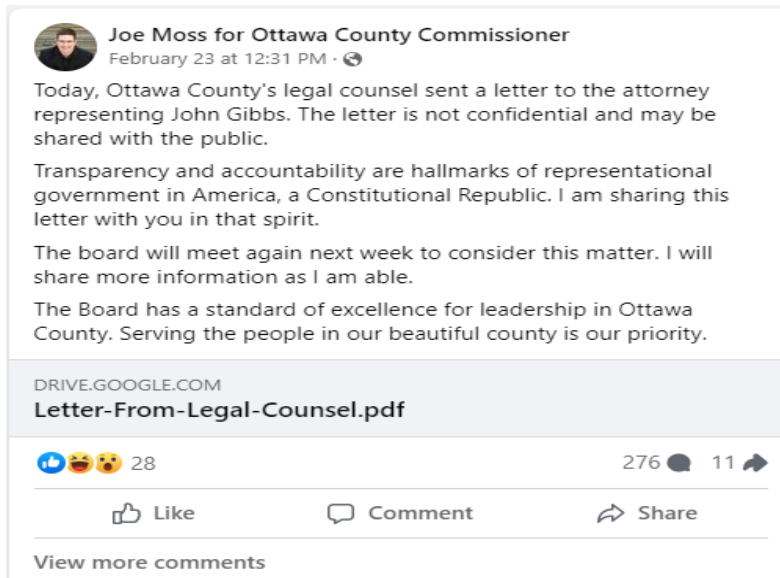 Joe Moss for Ottawa County Commissioner
February 23 at 12:31 PM ·
Today, Ottawa County's legal counsel sent a letter to the attorney
representing John Gibbs. The letter is not confidential and may be
shared with the public.
Transparency and accountability are hallmarks of representational
government in America, a Constitutional Republic. I am sharing this
letter with you in that spirit.
The board will meet again next week to consider this matter. I will
share more information as I am able.
The Board has a standard of excellence for leadership in Ottawa
County. Serving the people in our beautiful county is our priority.
DRIVE.GOOGLE.COM
Letter-From-Legal-Counsel.pdf
28 276 11
Like Comment Share
View more comments